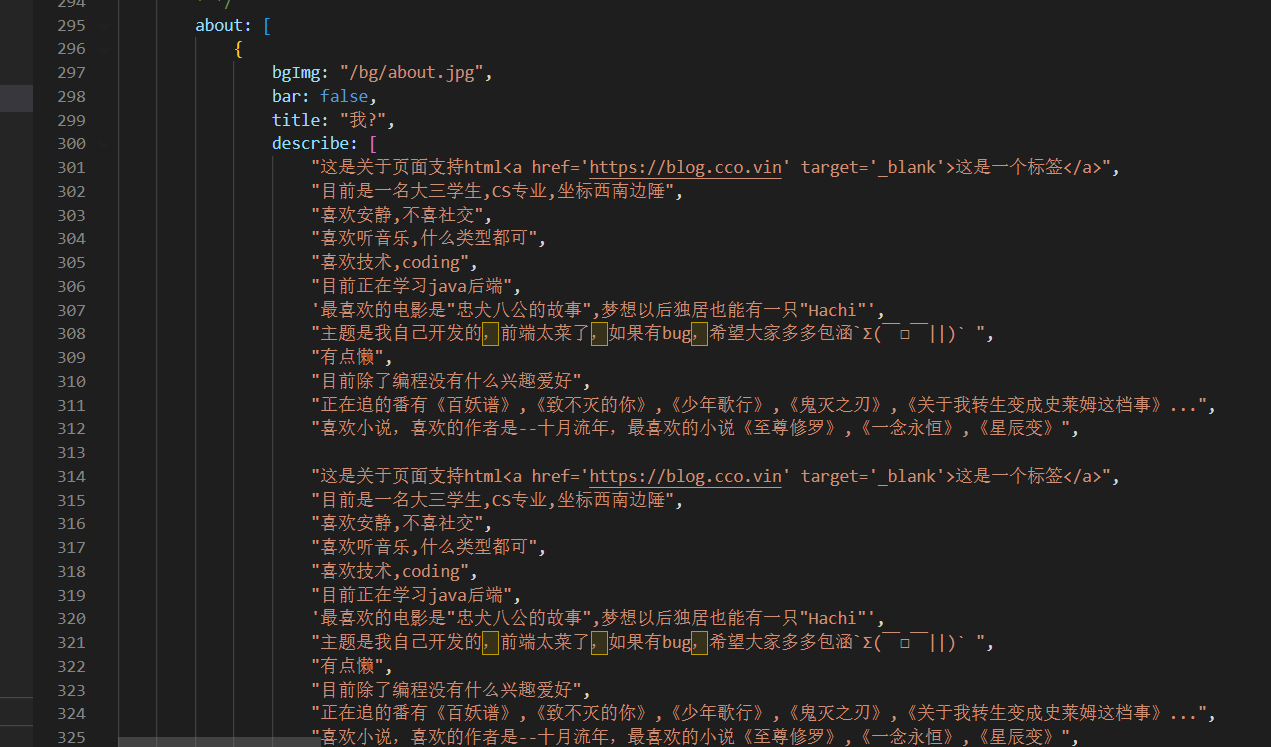 294 */
295 about: [
296 {
297 bgImg: "/bg/about.jpg",
298 bar: false,
299 title: "我?",
300 describe: [
301 "这是关于页面支持html<a href='https://blog.cco.vin' target='_blank'>这是一个标签</a>",
302 "目前是一名大三学生,CS专业,坐标西南边陲",
303 "喜欢安静,不喜社交",
304 "喜欢听音乐,什么类型都可",
305 "喜欢技术,coding",
306 "目前正在学习java后端",
307 '最喜欢的电影是"忠犬八公的故事",梦想以后独居也能有一只"Hachi"',
308 "主题是我自己开发的，前端太菜了，如果有bug，希望大家多多包涵`Σ(￣□￣||)` ",
309 "有点懒",
310 "目前除了编程没有什么兴趣爱好",
311 "正在追的番有《百妖谱》,《致不灭的你》,《少年歌行》,《鬼灭之刃》,《关于我转生变成史莱姆这档事》...",
312 "喜欢小说，喜欢的作者是--十月流年，最喜欢的小说《至尊修罗》,《一念永恒》,《星辰变》",
313
314 "这是关于页面支持html<a href='https://blog.cco.vin' target='_blank'>这是一个标签</a>",
315 "目前是一名大三学生,CS专业,坐标西南边陲",
316 "喜欢安静,不喜社交",
317 "喜欢听音乐,什么类型都可",
318 "喜欢技术,coding",
319 "目前正在学习java后端",
320 '最喜欢的电影是"忠犬八公的故事",梦想以后独居也能有一只"Hachi"',
321 "主题是我自己开发的，前端太菜了，如果有bug，希望大家多多包涵`Σ(￣□￣||)` ",
322 "有点懒",
323 "目前除了编程没有什么兴趣爱好",
324 "正在追的番有《百妖谱》,《致不灭的你》,《少年歌行》,《鬼灭之刃》,《关于我转生变成史莱姆这档事》...",
325 "喜欢小说，喜欢的作者是--十月流年，最喜欢的小说《至尊修罗》,《一念永恒》,《星辰变》",